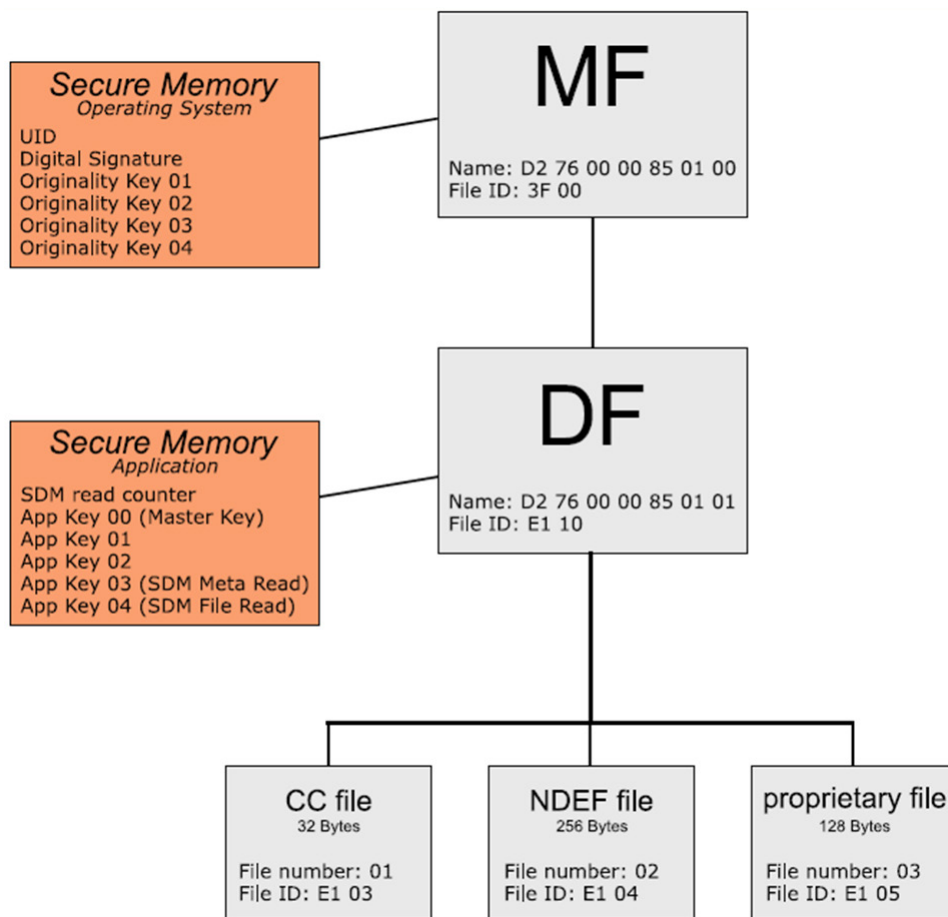 Secure Memory
Operating System
UID
Digital Signature
Originality Key 01
Originality Key 02
Originality Key 03
Originality Key 04
MF
Name: D2 76 00 00 85 01 00
File ID: 3F 00
Secure Memory
Application
SDM read counter
App Key 00 (Master Key)
App Key 01
App Key 02
App Key 03 (SDM Meta Read)
App Key 04 (SDM File Read)
DF
Name: D2 76 00 00 85 01 01
File ID: E1 10
CC file
32 Bytes
File number: 01
File ID: E1 03
NDEF file
256 Bytes
File number: 02
File ID: E1 04
proprietary file
128 Bytes
File number: 03
File ID: E1 05